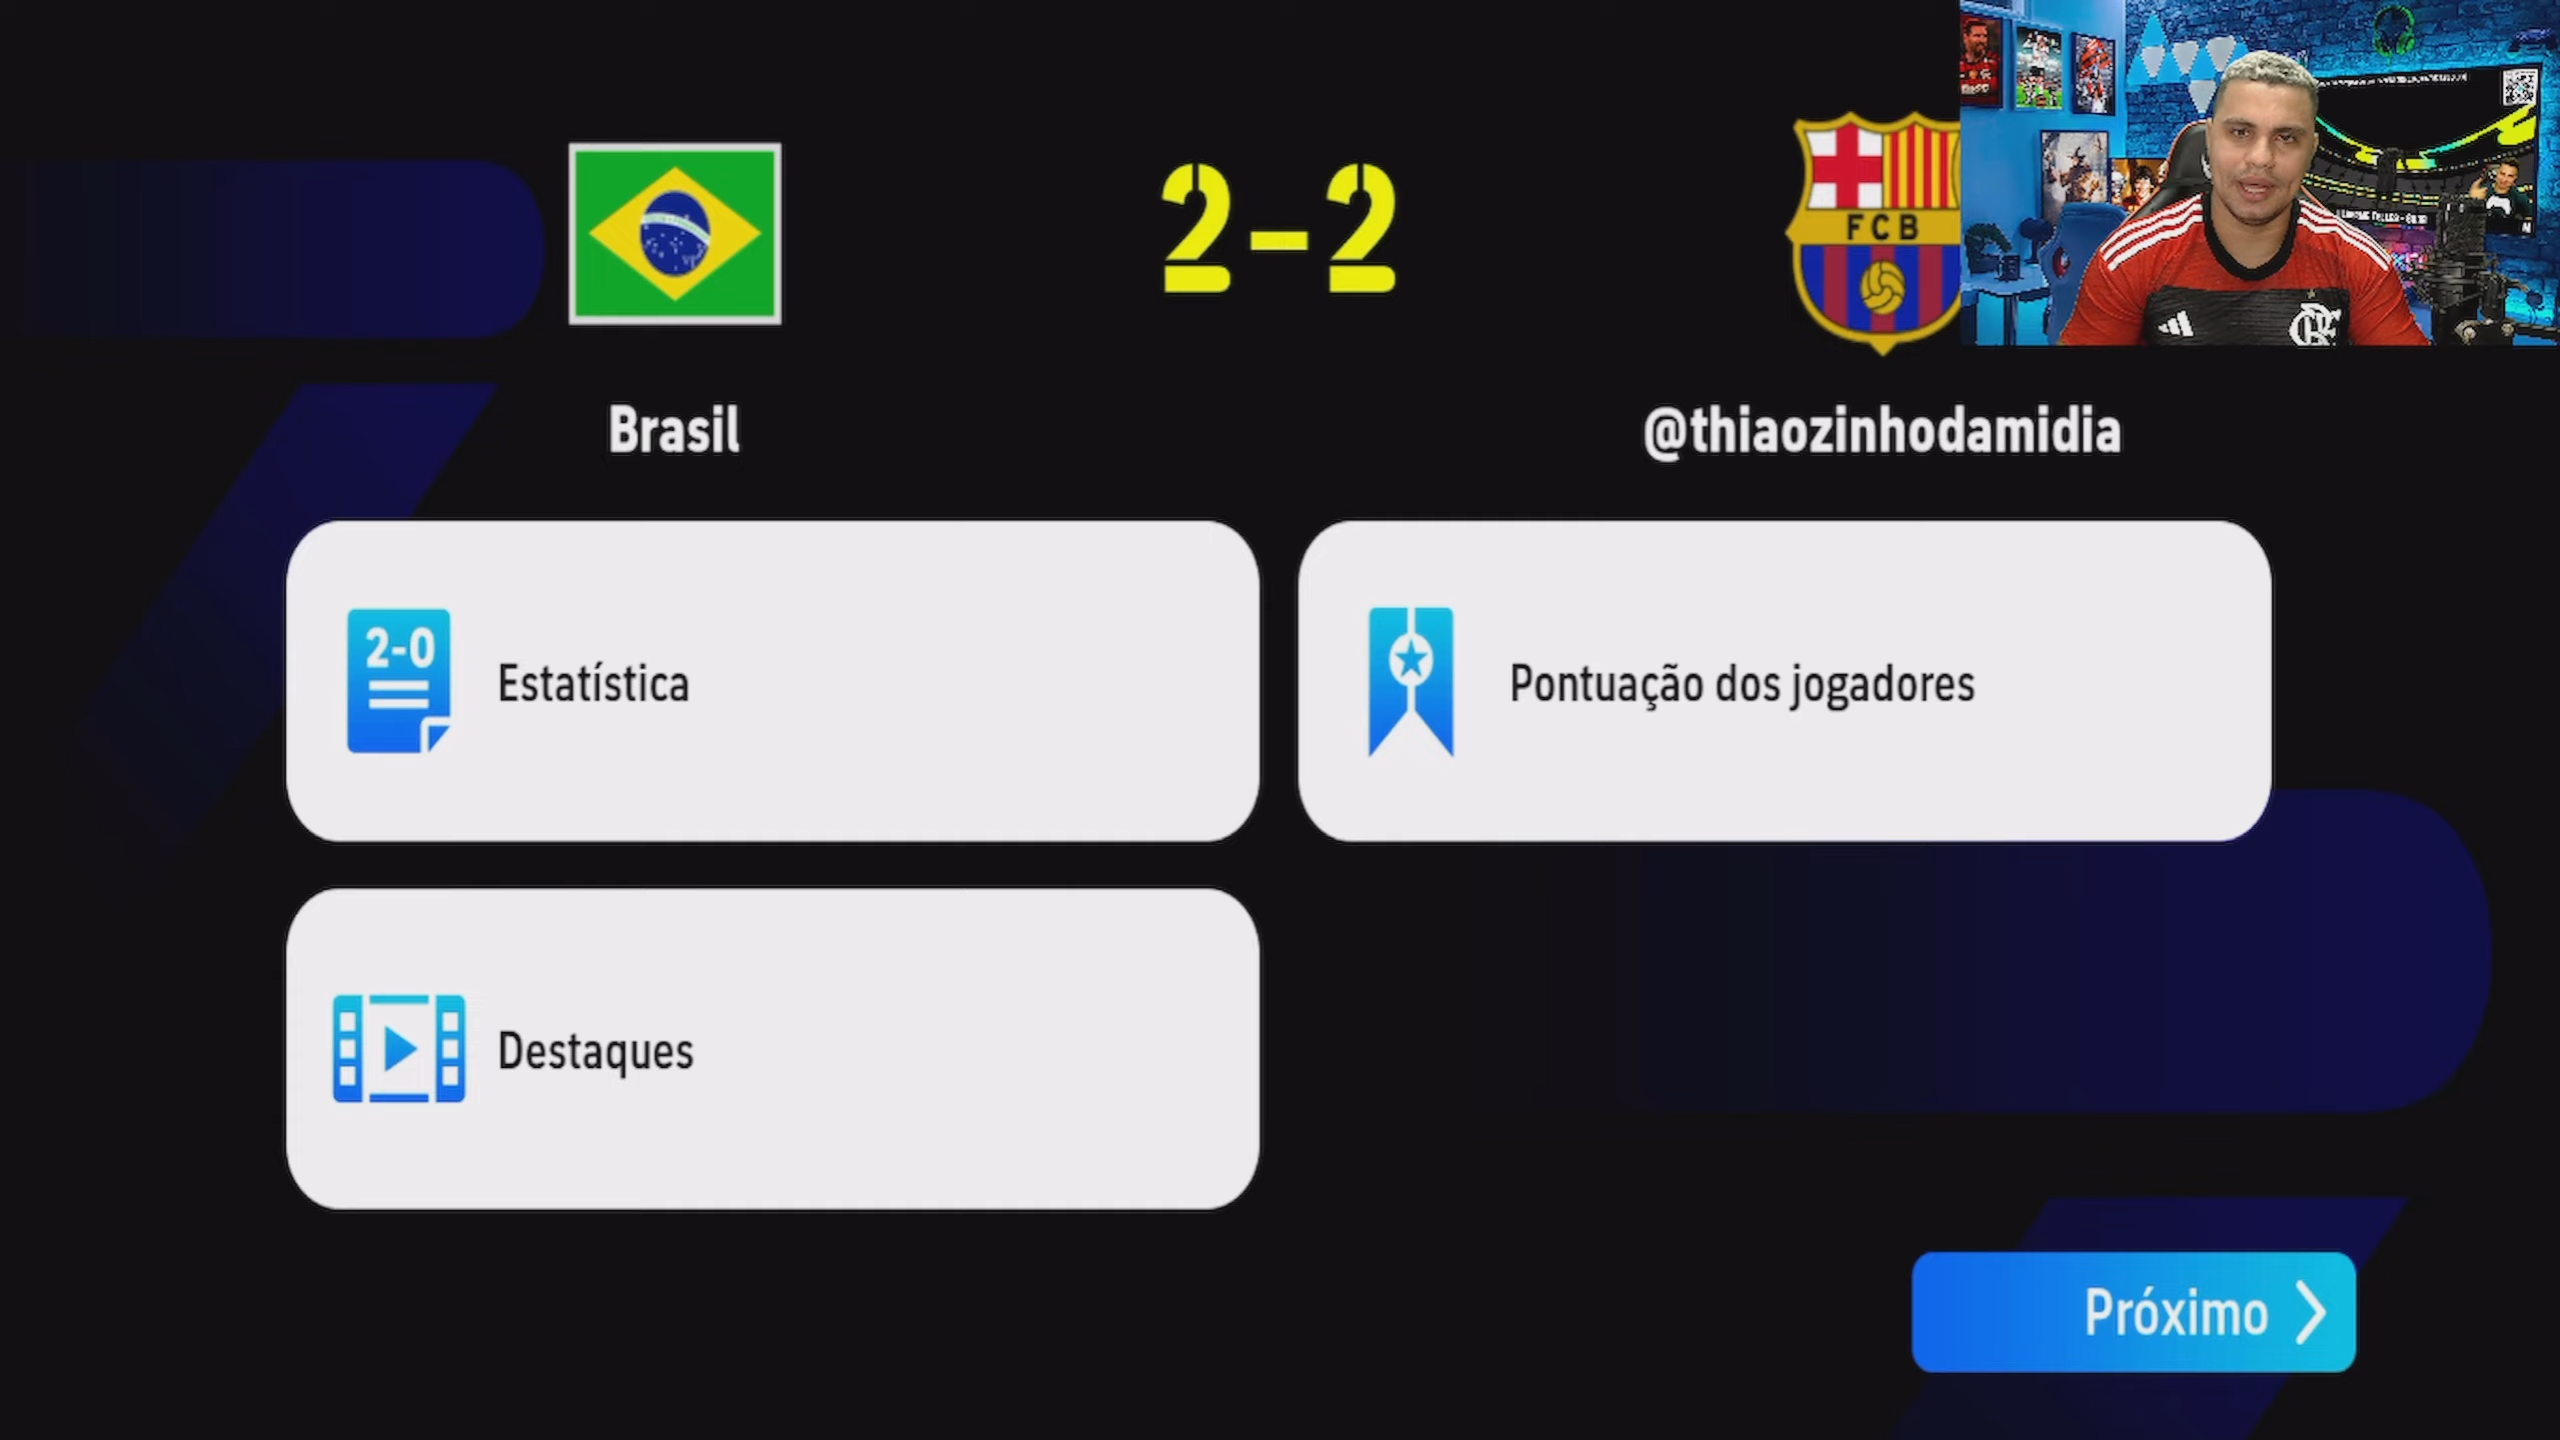 2-2
FCB
Brasil
@thiaozinhodamidia
2-0
Estatística
Pontuação dos jogadores
Destaques
Próximo